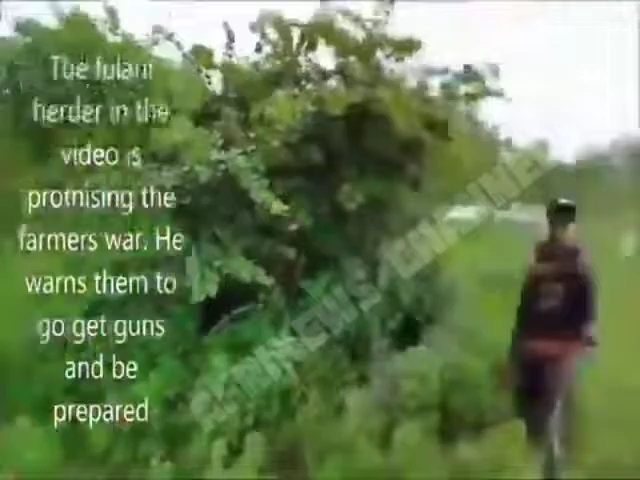 The fulani
herder in the
video is
promising the
farmers war. He
warns them to
go get guns
and be
prepared